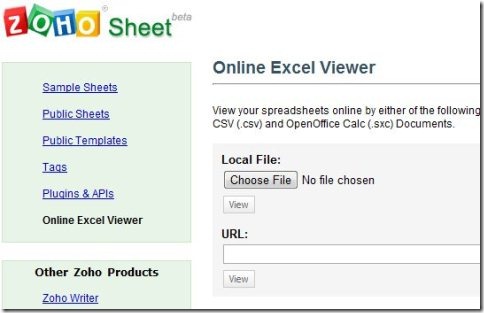 ZOHO® Sheet beta
Sample Sheets
Public Sheets
Public Templates
Tags
Plugins & APIs
Online Excel Viewer
Other Zoho Products
Zoho Writer
Online Excel Viewer
View your spreadsheets online by either of the following
CSV (.csv) and OpenOffice Calc (.sxc) Documents.
Local File:
Choose File No file chosen
View
URL:
View